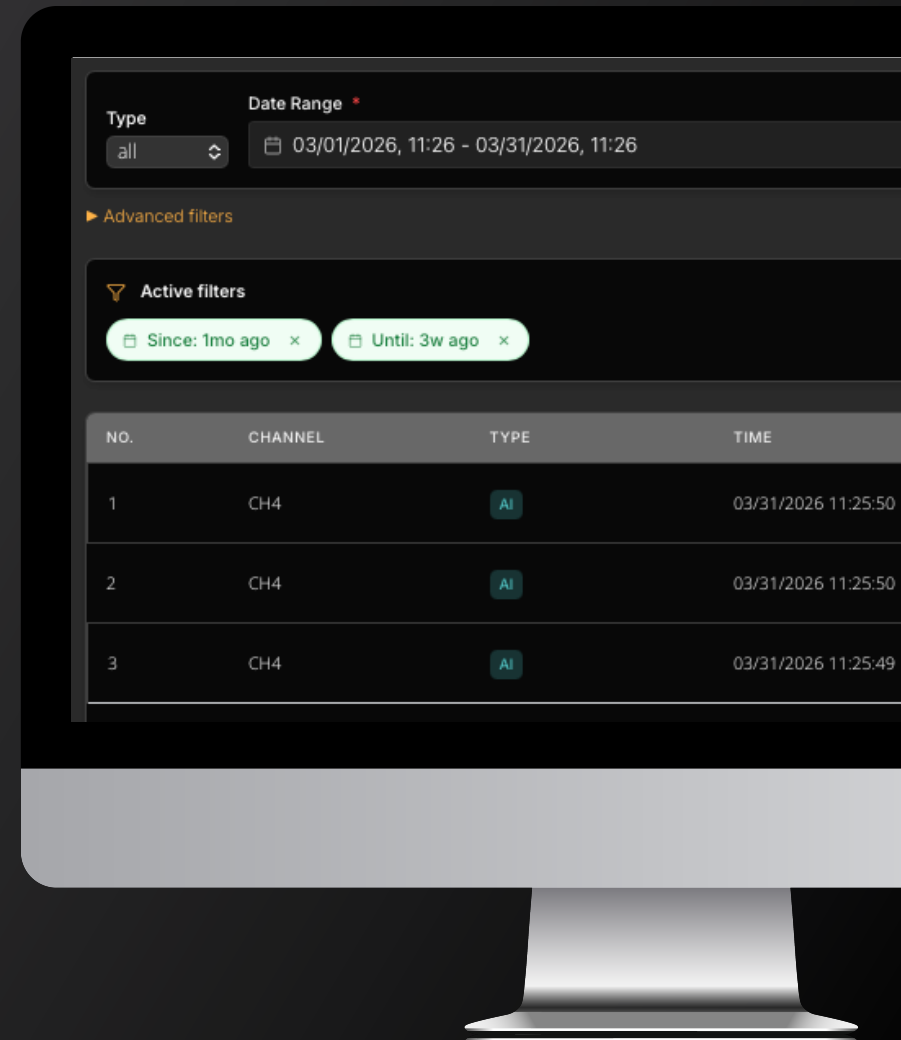 Type
all
Date Range *
03/01/2026, 11:26 - 03/31/2026, 11:26
Advanced filters
Active filters
Since: 1mo ago ×
Until: 3w ago ×
NO. CHANNEL TYPE TIME
1 CH4 AI 03/31/2026 11:25:50
2 CH4 AI 03/31/2026 11:25:50
3 CH4 AI 03/31/2026 11:25:49